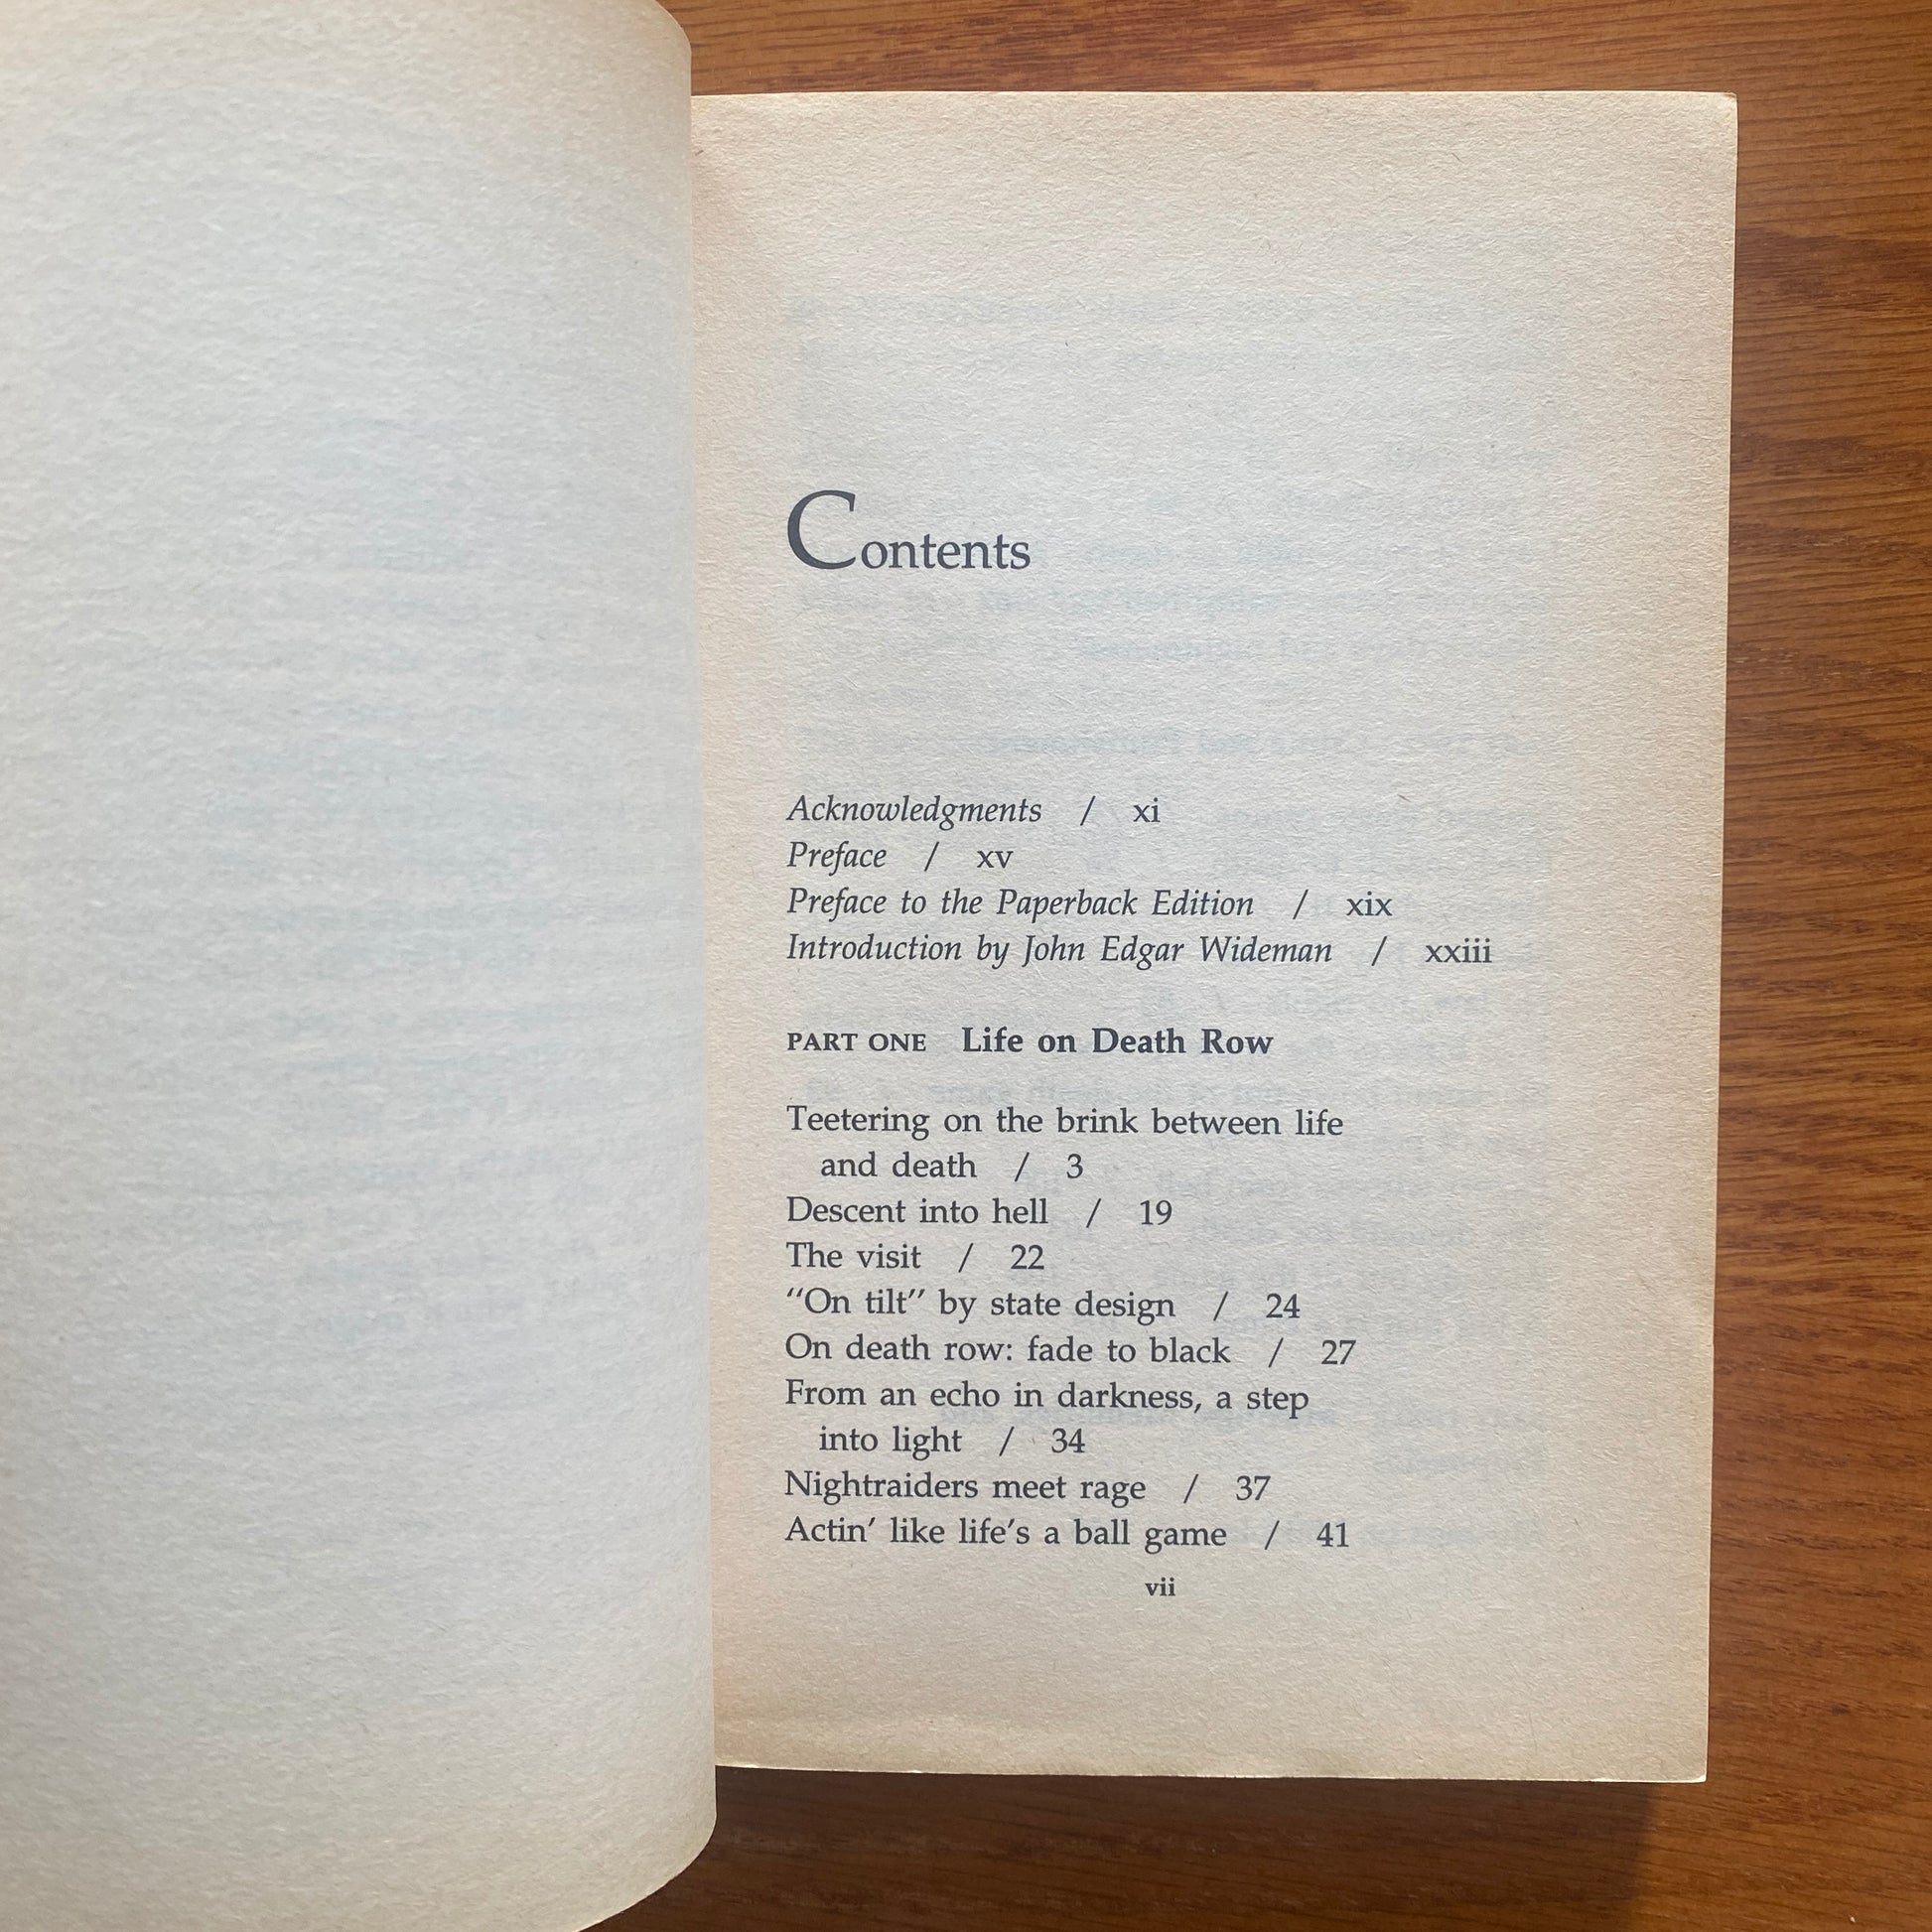 Contents
Acknowledgments / xi
Preface / xv
Preface to the Paperback Edition / xix
Introduction by John Edgar Wideman / xxiii
PART ONE Life on Death Row
Teetering on the brink between life
and death / 3
Descent into hell / 19
The visit / 22
“On tilt” by state design / 24
On death row: fade to black / 27
From an echo in darkness, a step
into light / 34
Nightraiders meet rage / 37
Actin’ like life’s a ball game / 41
vii